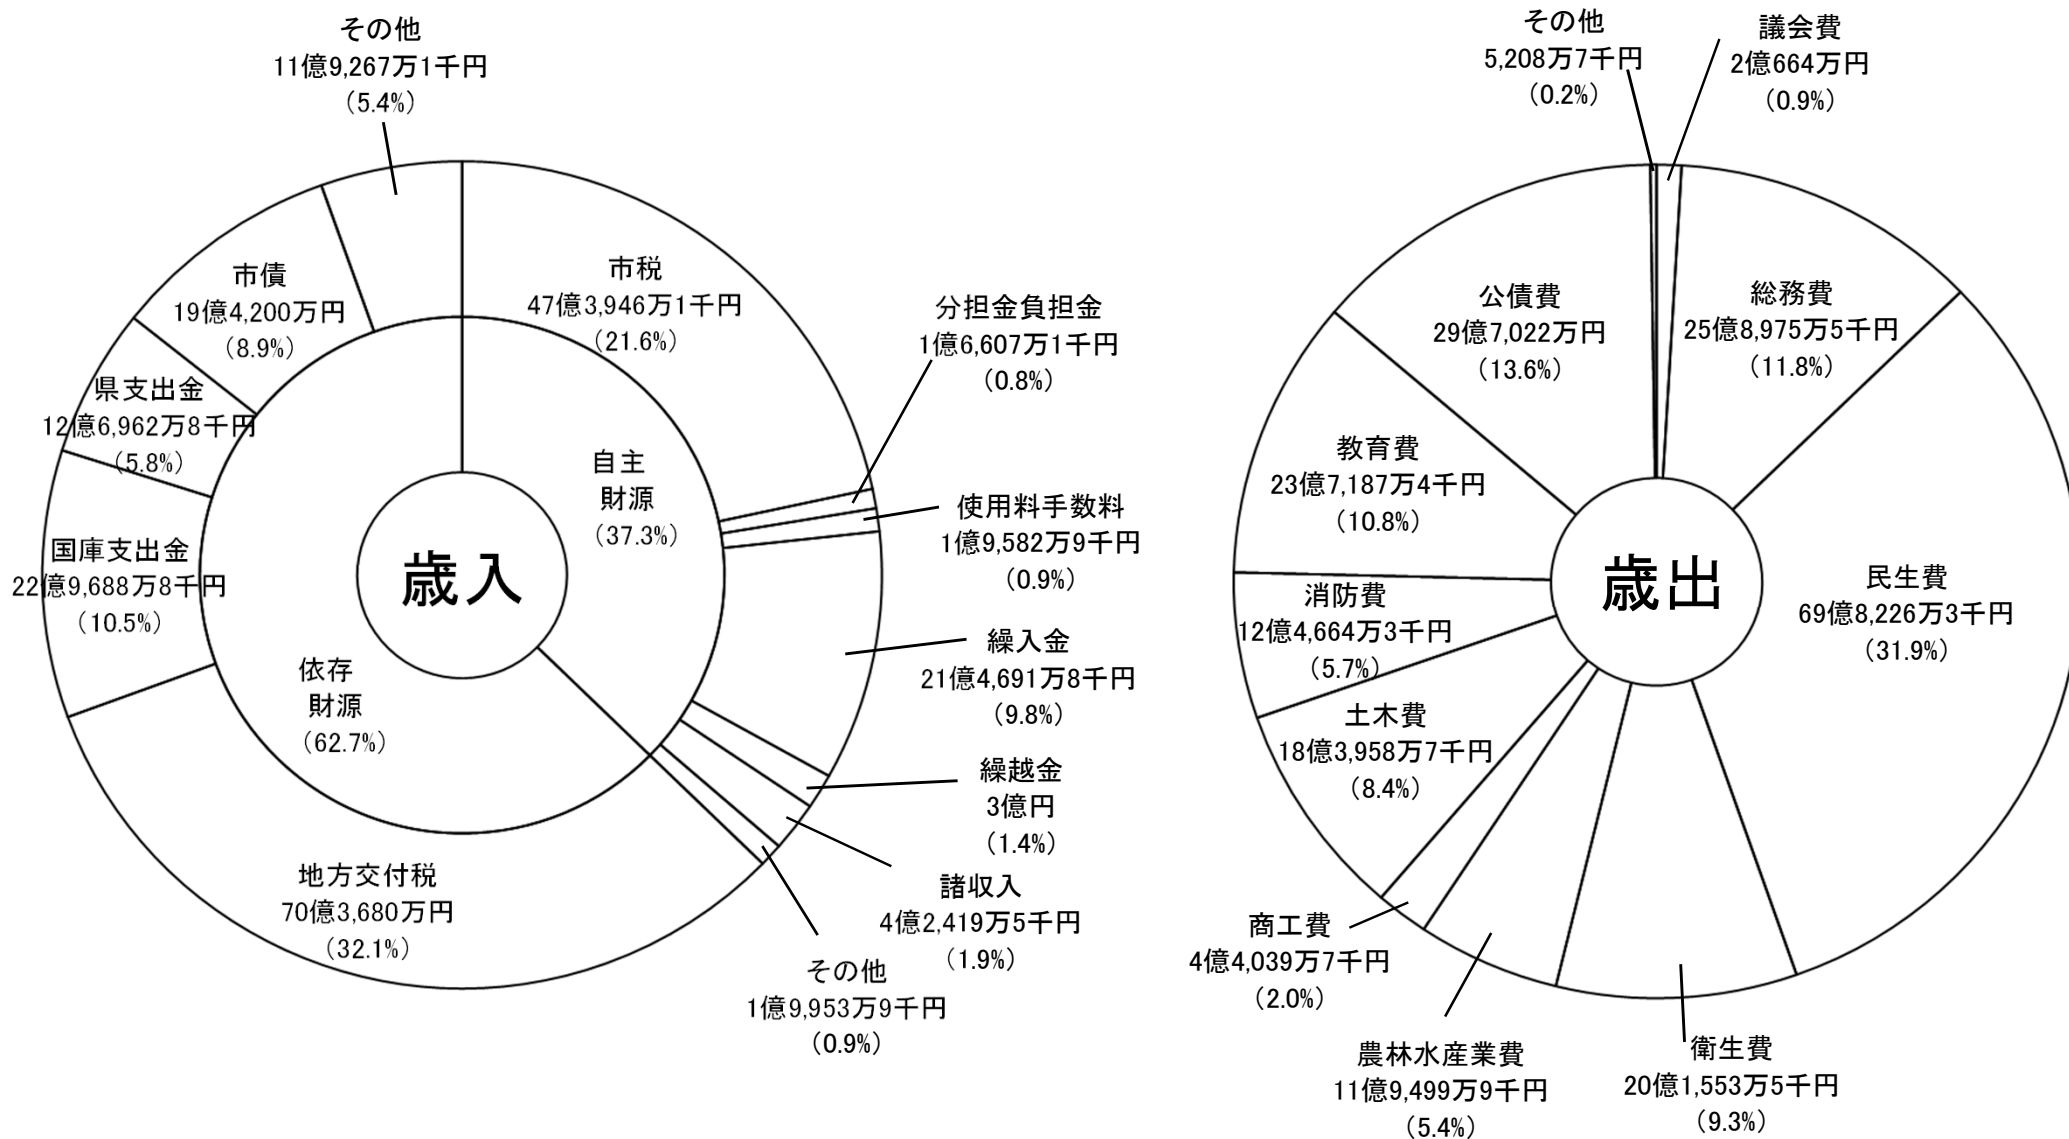 その他
11億9,267万1千円
（5.4%）
市債
19億4,200万円
（8.9%）
県支出金
12億6,962万8千円
（5.8%）
国庫支出金
22億9,688万8千円
（10.5%）
地方交付税
70億3,680万円
（32.1%）
依存
財源
（62.7%）
歳入
自主
財源
（37.3%）
市税
47億3,946万1千円
（21.6%）
分担金負担金
1億6,607万1千円
（0.8%）
使用料手数料
1億9,582万9千円
（0.9%）
繰入金
21億4,691万8千円
（9.8%）
繰越金
3億円
（1.4%）
諸収入
4億2,419万5千円
（1.9%）
その他
1億9,953万9千円
（0.9%）
その他
5,208万7千円
（0.2%）
議会費
2億664万円
（0.9%）
公債費
29億7,022万円
（13.6%）
総務費
25億8,975万5千円
（11.8%）
教育費
23億7,187万4千円
（10.8%）
歳出
民生費
69億8,226万3千円
（31.9%）
消防費
12億4,664万3千円
（5.7%）
土木費
18億3,958万7千円
（8.4%）
商工費
4億4,039万7千円
（2.0%）
農林水産業費
11億9,499万9千円
（5.4%）
衛生費
20億1,553万5千円
（9.3%）